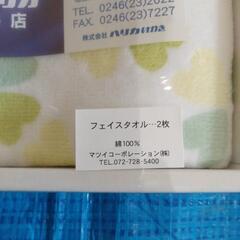 店
TEL. 0246(23)2622
FAX. 0246(23)7227
株式会社
フェイスタオル…2枚
綿100%
マツイコーポレーション(株)
TEL.072-728-5400